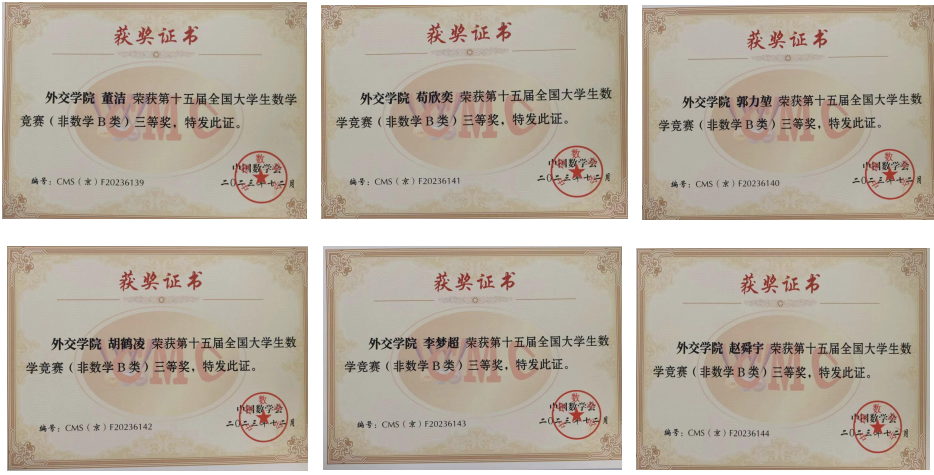 获奖证书
外交学院 董洁 荣获第十五届全国大学生数学
竞赛（非数学B类）三等奖，特发此证。
中国数学会
编号：CMS（京）F20236139
二〇二三年十二月
获奖证书
外交学院 苟欣奕 荣获第十五届全国大学生数
学竞赛（非数学B类）三等奖，特发此证。
中国数学会
编号：CMS（京）F20236141
二〇二三年十二月
获奖证书
外交学院 郭力堃 荣获第十五届全国大学生数
学竞赛（非数学B类）三等奖，特发此证。
中国数学会
编号：CMS（京）F20236140
二〇二三年十二月
获奖证书
外交学院 胡鹤凌 荣获第十五届全国大学生数
学竞赛（非数学B类）三等奖，特发此证。
中国数学会
编号：CMS（京）F20236142
二〇二三年十二月
获奖证书
外交学院 李梦超 荣获第十五届全国大学生数
学竞赛（非数学B类）三等奖，特发此证。
中国数学会
编号：CMS（京）F20236143
二〇二三年十二月
获奖证书
外交学院 赵舜宇 荣获第十五届全国大学生数
学竞赛（非数学B类）三等奖，特发此证。
中国数学会
编号：CMS（京）F20236144
二〇二三年十二月